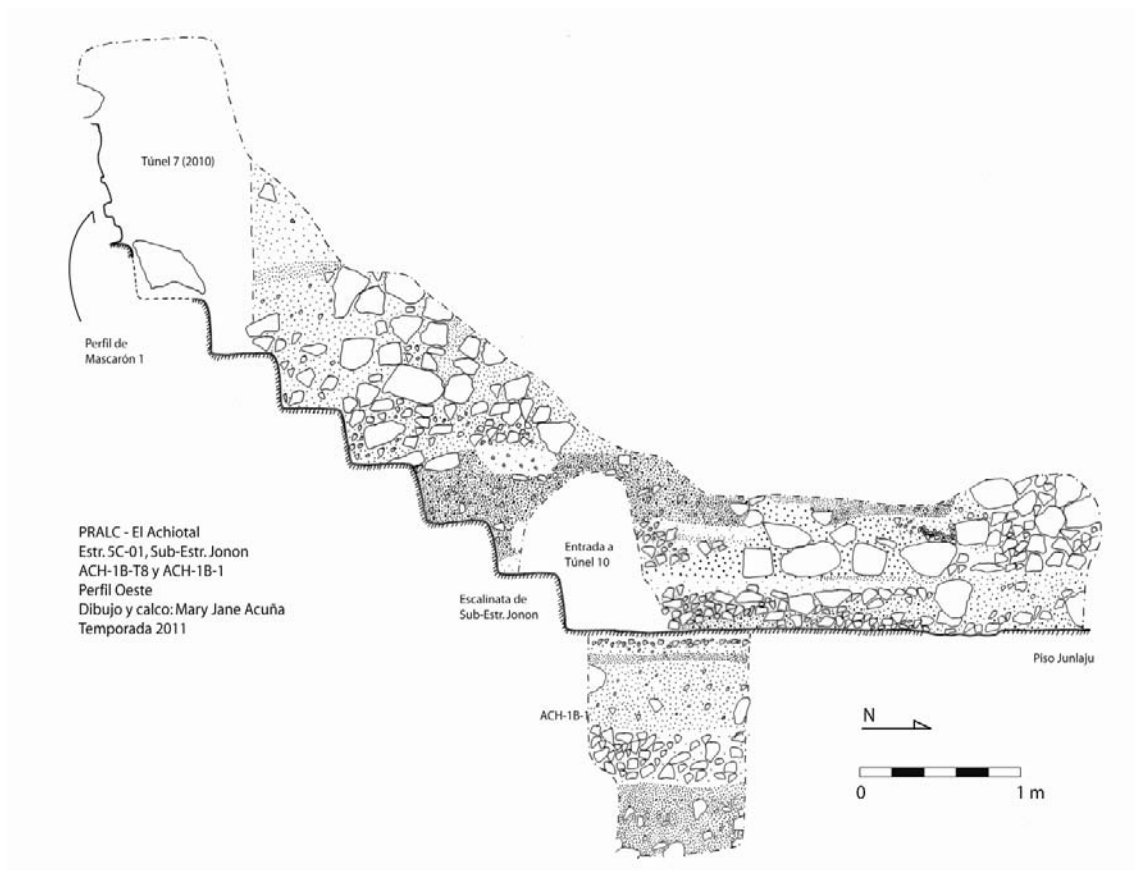 Túnel 7 (2010)
Perfil de
Mascarón 1
PRALC - El Achiotal
Estr. 5C-01, Sub-Estr. Jonon
ACH-1B-T8 y ACH-1B-1
Perfil Oeste
Dibujo y calco: Mary Jane Acuña
Temporada 2011
Entrada a
Túnel 10
Escalinata de
Sub-Estr. Jonon
Piso Junlaju
ACH-1B-1
N
0 1 m